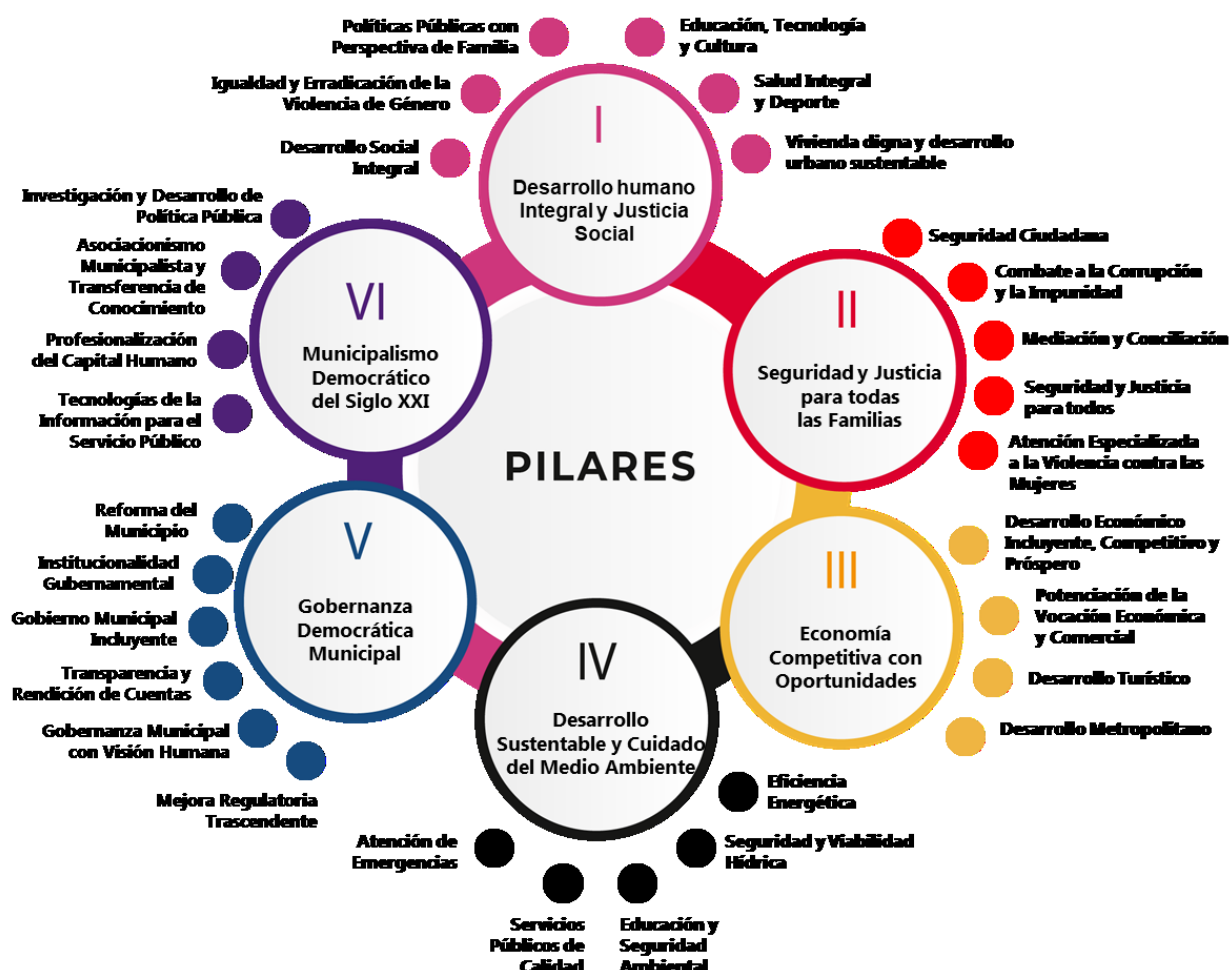 Políticas Públicas con
Perspectiva de Familia
Educación, Tecnología
y Cultura
Igualdad y Erradicación de la
Violencia de Género
Salud Integral
y Deporte
Desarrollo Social
Integral
Vivienda digna y desarrollo
urbano sustentable
I
Desarrollo humano
Integral y Justicia
Social
Seguridad Ciudadana
Combate a la Corrupción
y la Impunidad
Mediación y Conciliación
Seguridad y Justicia
para todos
Atención Especializada
a la Violencia contra las
Mujeres
II
Seguridad y Justicia
para todas
las Familias
Desarrollo Económico
Incluyente, Competitivo y
Próspero
Potenciación de la
Vocación Económica
y Comercial
Desarrollo Turístico
Desarrollo Metropolitano
III
Economía
Competitiva con
Oportunidades
IV
Desarrollo
Sustentable y Cuidado
del Medio Ambiente
Eficiencia
Energética
Seguridad y Viabilidad
Hídrica
Educación y
Seguridad
Ambiental
Servicios
Públicos de
Calidad
Atención de
Emergencias
V
Gobernanza
Democrática
Municipal
Reforma del
Municipio
Institucionalidad
Gubernamental
Gobierno Municipal
Incluyente
Transparencia y
Rendición de Cuentas
Gobernanza Municipal
con Visión Humana
Mejora Regulatoria
Trascendente
VI
Municipalismo
Democrático
del Siglo XXI
Investigación y Desarrollo de
Política Pública
Asociacionismo
Municipalista y
Transferencia de
Conocimiento
Profesionalización
del Capital Humano
Tecnologías de la
Información para el
Servicio Público
PILARES